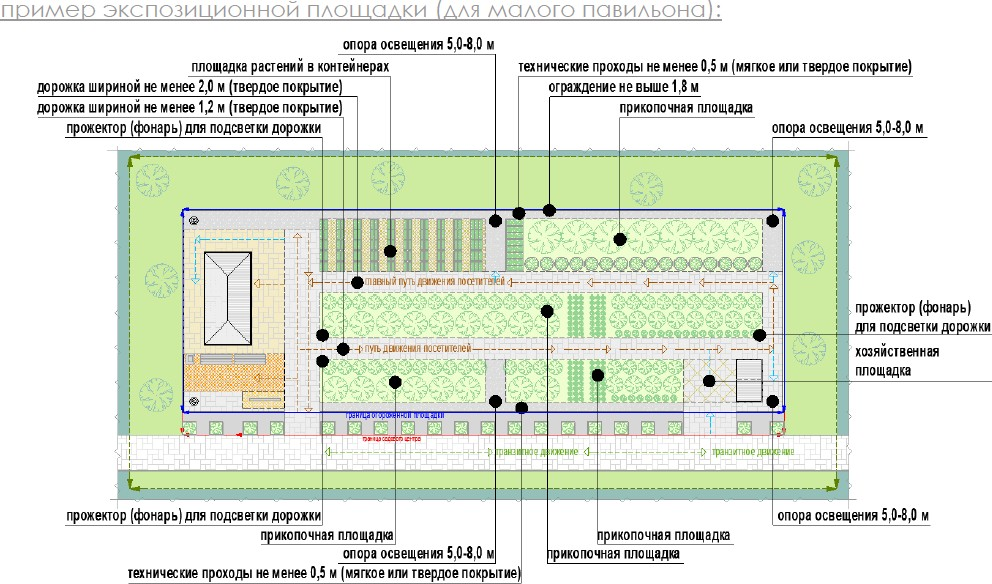 пример экспозиционной площадки (для малого павильона):
опора освещения 5,0-8,0 м
площадка растений в контейнерах
технические проходы не менее 0,5 м (мягкое или твердое покрытие)
дорожка шириной не менее 2,0 м (твердое покрытие)
ограждение не выше 1,8 м
дорожка шириной не менее 1,2 м (твердое покрытие)
прикопочная площадка
прожектор (фонарь) для подсветки дорожки
опора освещения 5,0-8,0 м
главный путь движения посетителей
прожектор (фонарь)
для подсветки дорожки
путь движения посетителей
хозяйственная
площадка
граница огороженной площадки
граница садового центра
транзитное движение
транзитное движение
прожектор (фонарь) для подсветки дорожки
опора освещения 5,0-8,0 м
прикопочная площадка
прикопочная площадка
опора освещения 5,0-8,0 м
прикопочная площадка
технические проходы не менее 0,5 м (мягкое или твердое покрытие)